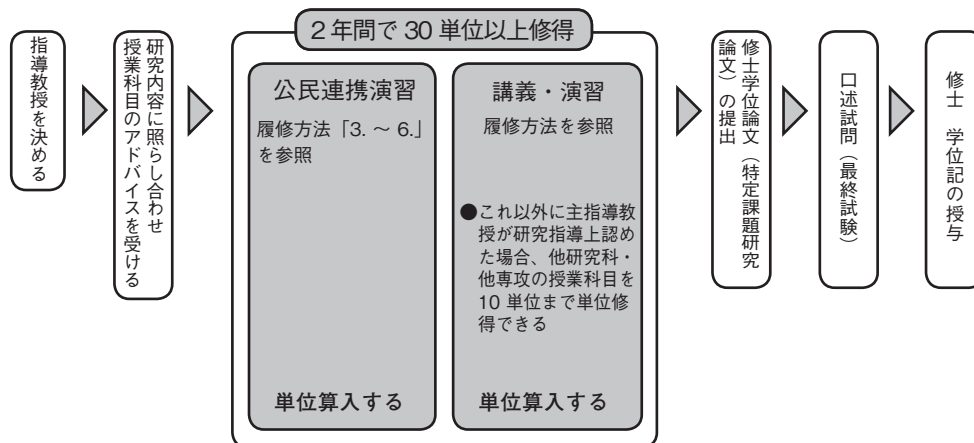 指導教授を決める
研究内容に照らし合わせ
授業科目のアドバイスを受ける
2年間で30単位以上修得
公民連携演習
履修方法「3. ～ 6.」
を参照
単位算入する
講義・演習
履修方法を参照
●これ以外に主指導教
授が研究指導上認め
た場合、他研究科・
他専攻の授業科目を
10 単位まで単位修
得できる
単位算入する
修士学位論文（特定課題研究
論文）の提出
口述試問（最終試験）
修士　学位記の授与